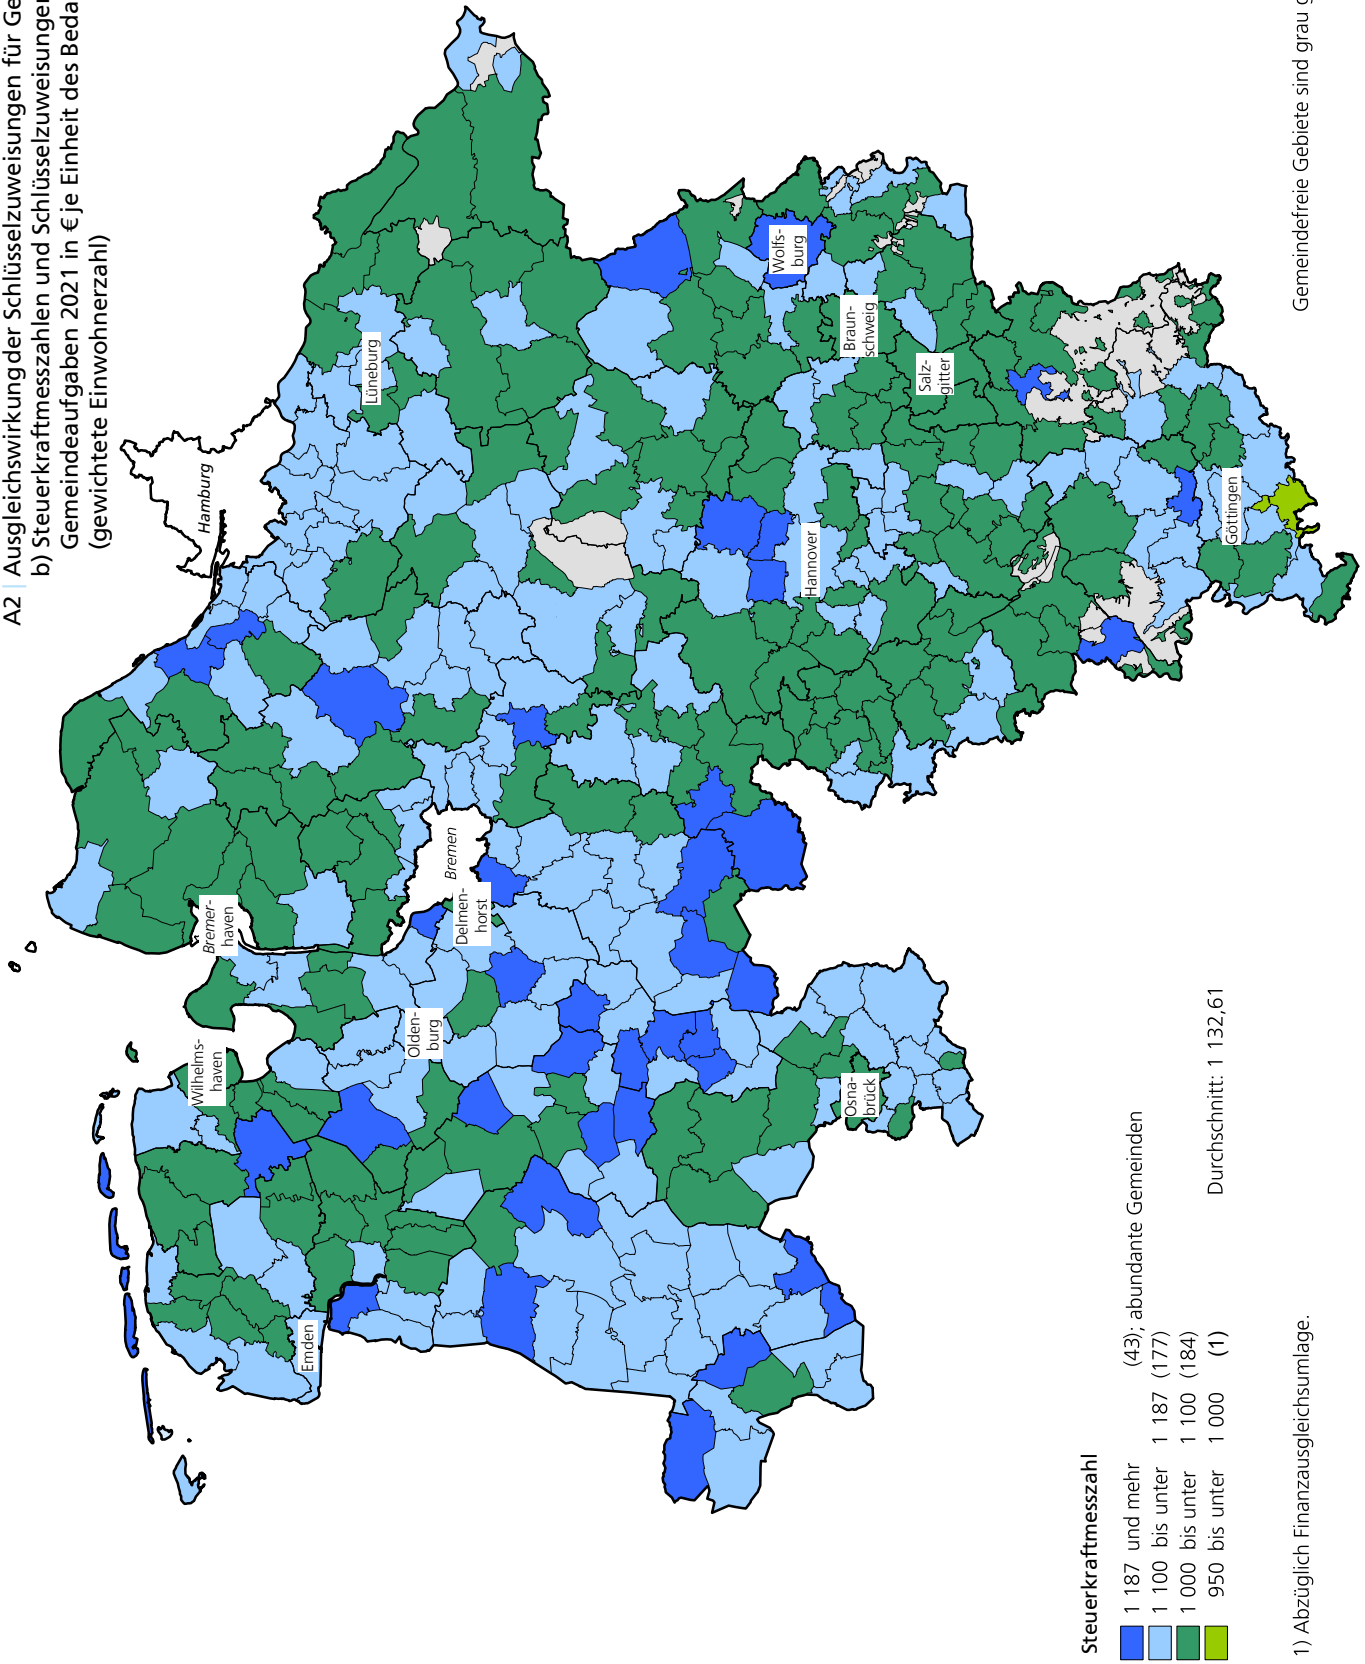 A2 | Ausgleichswirkung der Schlüsselzuweisungen für
b) Steuerkraftmesszahlen und Schlüsselzuweisungen
Gemeindeaufgaben 2021 in € je Einheit des
(gewichtete Einwohnerzahl)
Hamburg
Lüneburg
Bremer-
haven
Wilhelms-
haven
Emden
Bremen
Delmen-
horst
Olden-
burg
Wolfs-
burg
Braun-
schweig
Salz-
gitter
Hannover
Osna-
brück
Göttingen
Steuerkraftmesszahl
1 187 und mehr (43); abundante Gemeinden
1 100 bis unter 1 187 (177)
1 000 bis unter 1 100 (184)
950 bis unter 1 000 (1)
Durchschnitt: 1 132,61
1) Abzüglich Finanzausgleichsumlage.
Gemeindefreie Gebiete sind grau